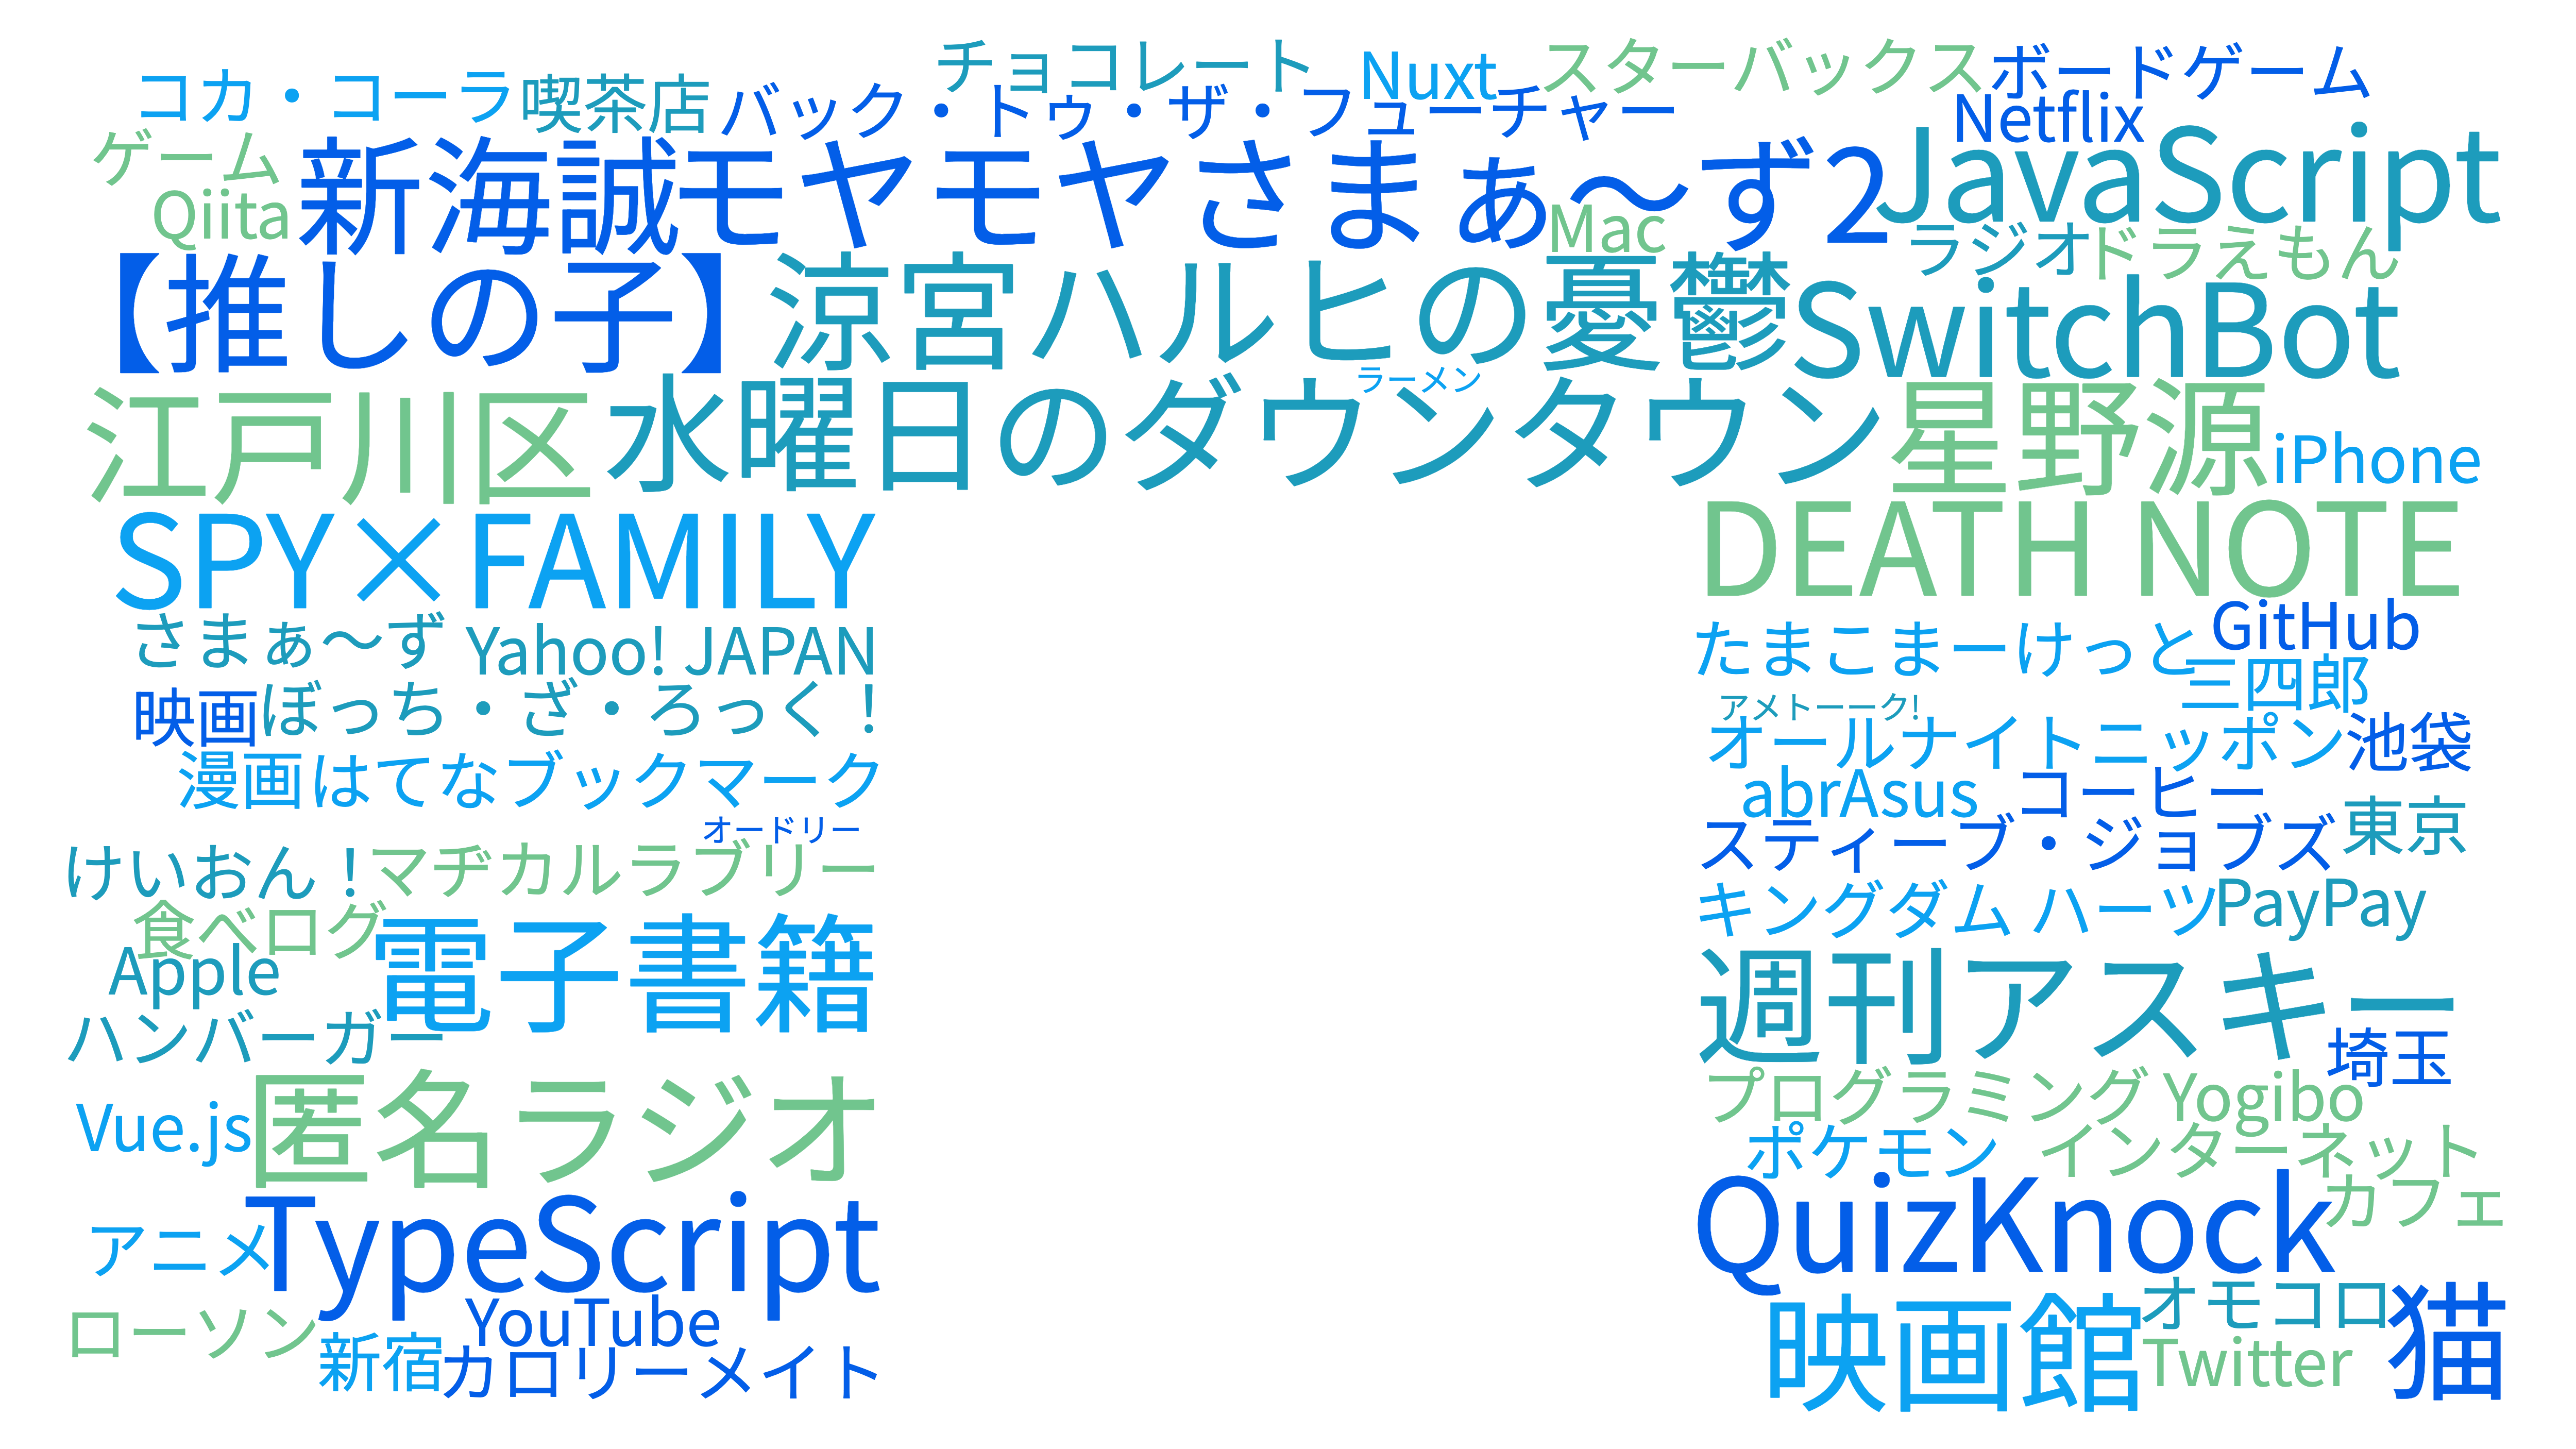 チョコレート Nuxt スターバックス ボードゲーム
コカ・コーラ 喫茶店 バック・トゥ・ザ・フューチャー Netflix
ゲーム 新海誠 モヤモヤさまぁ〜ず2 JavaScript
Qiita Mac ラジオ ドラえもん
【推しの子】 涼宮ハルヒの憂鬱 SwitchBot
ラーメン
江戸川区 水曜日のダウンタウン 星野源 iPhone
SPY×FAMILY DEATH NOTE
さまぁ〜ず Yahoo! JAPAN たまこまーけっと GitHub
三四郎
映画 ぼっち・ざ・ろっく! アメトーーク!
オールナイトニッポン 池袋
漫画 はてなブックマーク abrAsus コーヒー
オードリー スティーブ・ジョブズ 東京
けいおん! マヂカルラブリー
食べログ キングダム ハーツ PayPay
Apple 電子書籍 週刊アスキー
ハンバーガー 埼玉
Vue.js 匿名ラジオ プログラミング Yogibo
ポケモン インターネット
アニメ TypeScript QuizKnock カフェ
ローソン YouTube 映画館 オモコロ 猫
新宿 カロリーメイト Twitter